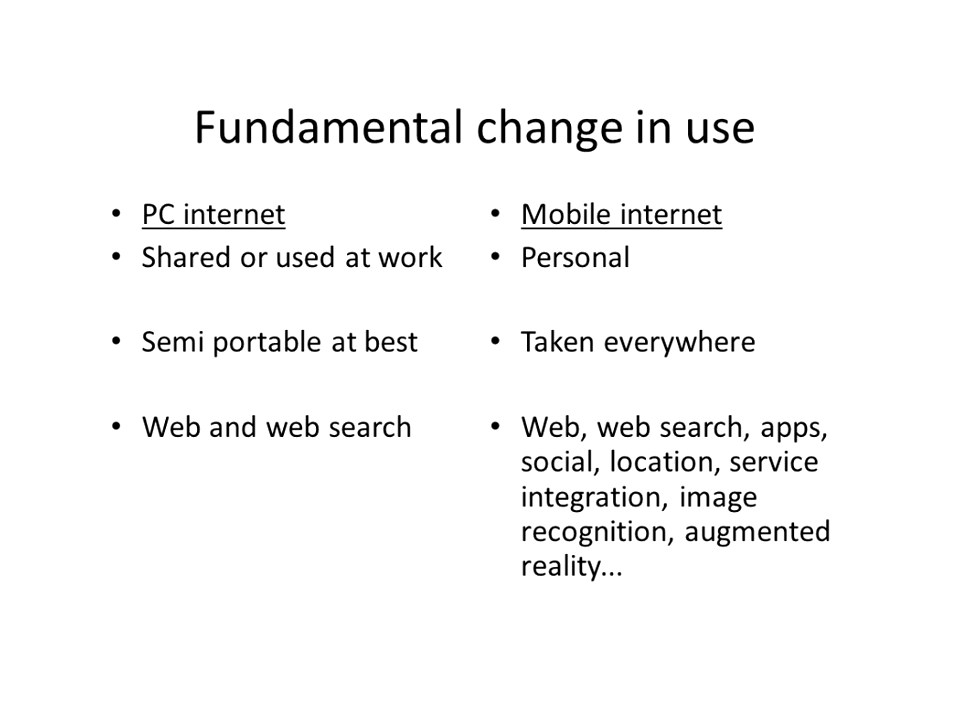 Fundamental change in use
• PC internet
• Shared or used at work
• Semi portable at best
• Web and web search
• Mobile internet
• Personal
• Taken everywhere
• Web, web search, apps,
social, location, service
integration, image
recognition, augmented
reality...